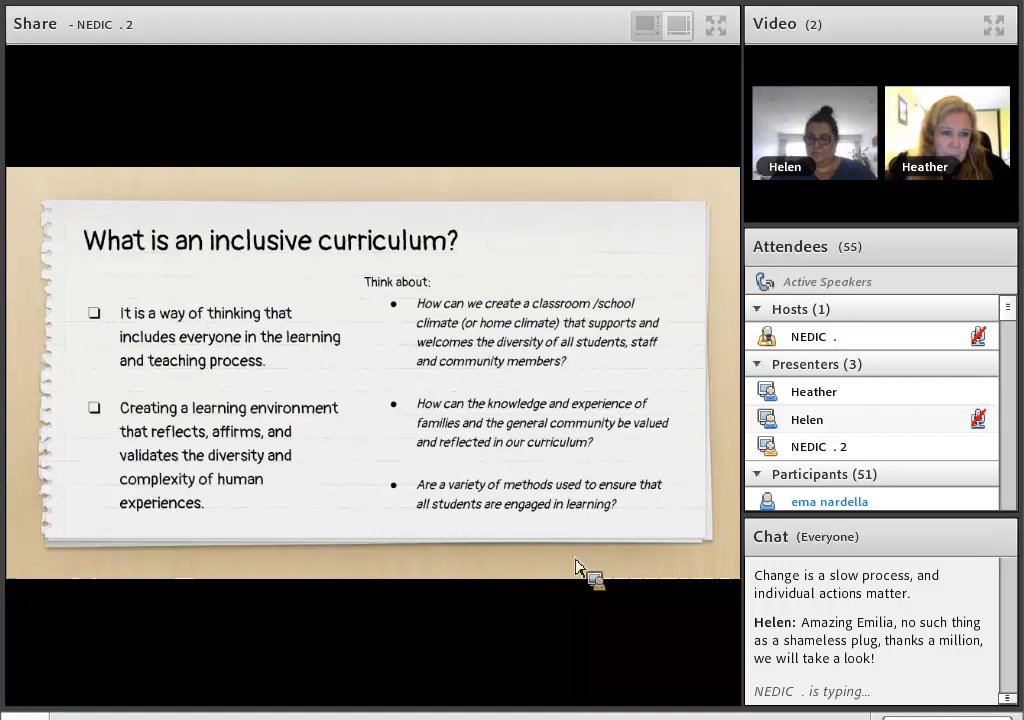 Share - NEDIC . 2
What is an inclusive curriculum?
❏ It is a way of thinking that
includes everyone in the learning
and teaching process.
❏ Creating a learning environment
that reflects, affirms, and
validates the diversity and
complexity of human
experiences.
Think about:
● How can we create a classroom /school
climate (or home climate) that supports and
welcomes the diversity of all students, staff
and community members?
● How can the knowledge and experience of
families and the general community be valued
and reflected in our curriculum?
● Are a variety of methods used to ensure that
all students are engaged in learning?
Video (2)
Helen
Heather
Attendees (55)
Active Speakers
Hosts (1)
NEDIC .
Presenters (3)
Heather
Helen
NEDIC . 2
Participants (51)
ema nardella
Chat (Everyone)
Change is a slow process, and
individual actions matter.
Helen: Amazing Emilia, no such thing
as a shameless plug, thanks a million,
we will take a look!
NEDIC . is typing...